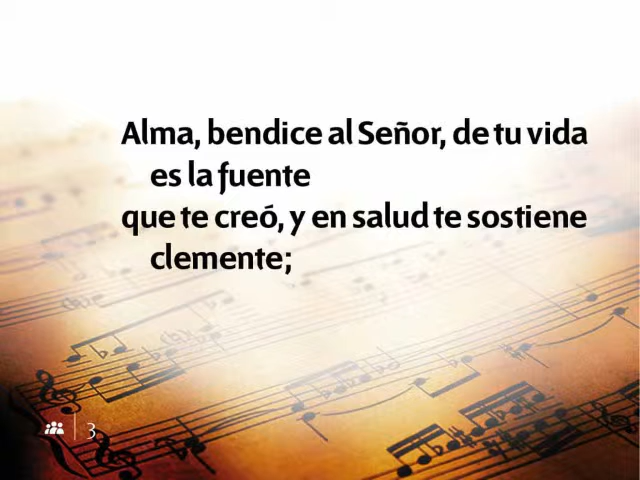 Alma, bendice al Señor, de tu vida
es la fuente
que te creó, y en salud te sostiene
clemente;
3